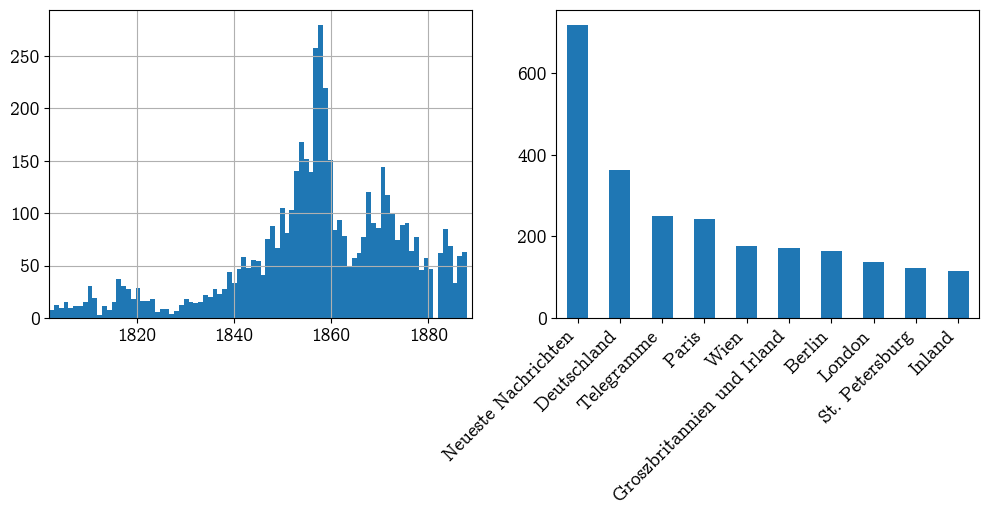 250
200
150
100
50
0
1820 1840 1860 1880
600
400
200
0
Neueste Nachrichten
Deutschland
Telegramme
Paris
Wien
Groszbritannien und Irland
Berlin
London
St. Petersburg
Inland